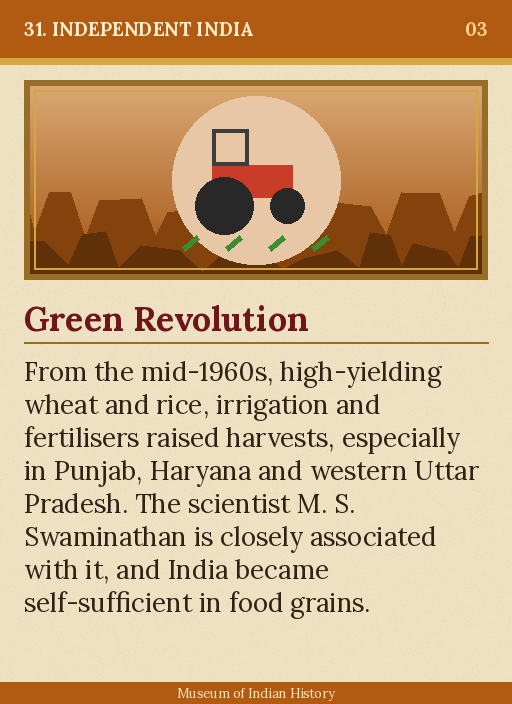 31. INDEPENDENT INDIA
03
Green Revolution
From the mid-1960s, high-yielding
wheat and rice, irrigation and
fertilisers raised harvests, especially
in Punjab, Haryana and western Uttar
Pradesh. The scientist M. S.
Swaminathan is closely associated
with it, and India became
self-sufficient in food grains.
Museum of Indian History